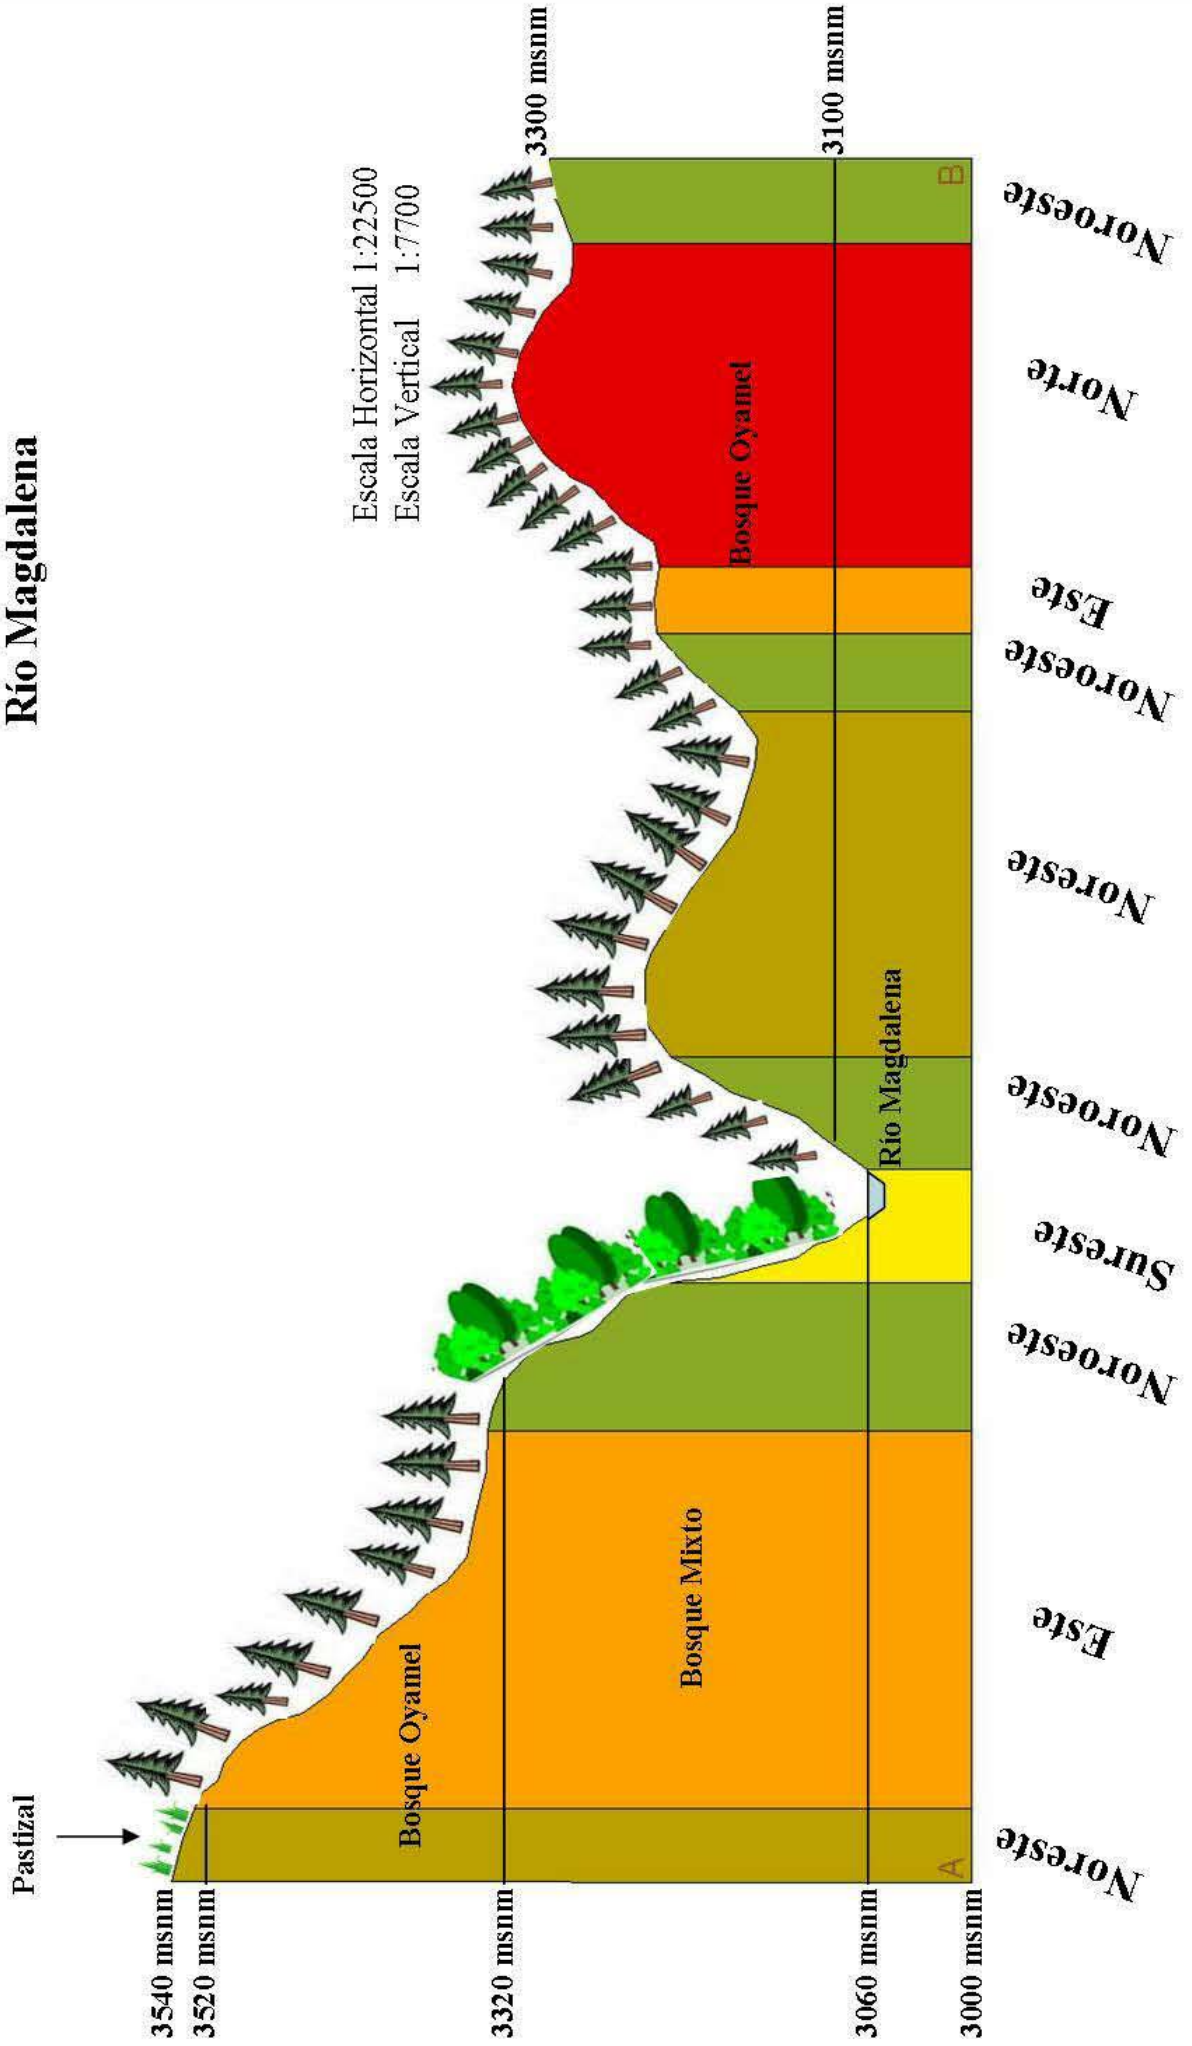 Río Magdalena
Pastizal
Escala Horizontal 1:22500
Escala Vertical 1:7700
3540 msnm
3520 msnm
3320 msnm
3060 msnm
3000 msnm
3300 msnm
3100 msnm
Bosque Oyamel
Bosque Mixto
Río Magdalena
Bosque Oyamel
A
B
Noreste
Este
Noroeste
Sureste
Noroeste
Noreste
Noroeste
Este
Norte
Noroeste